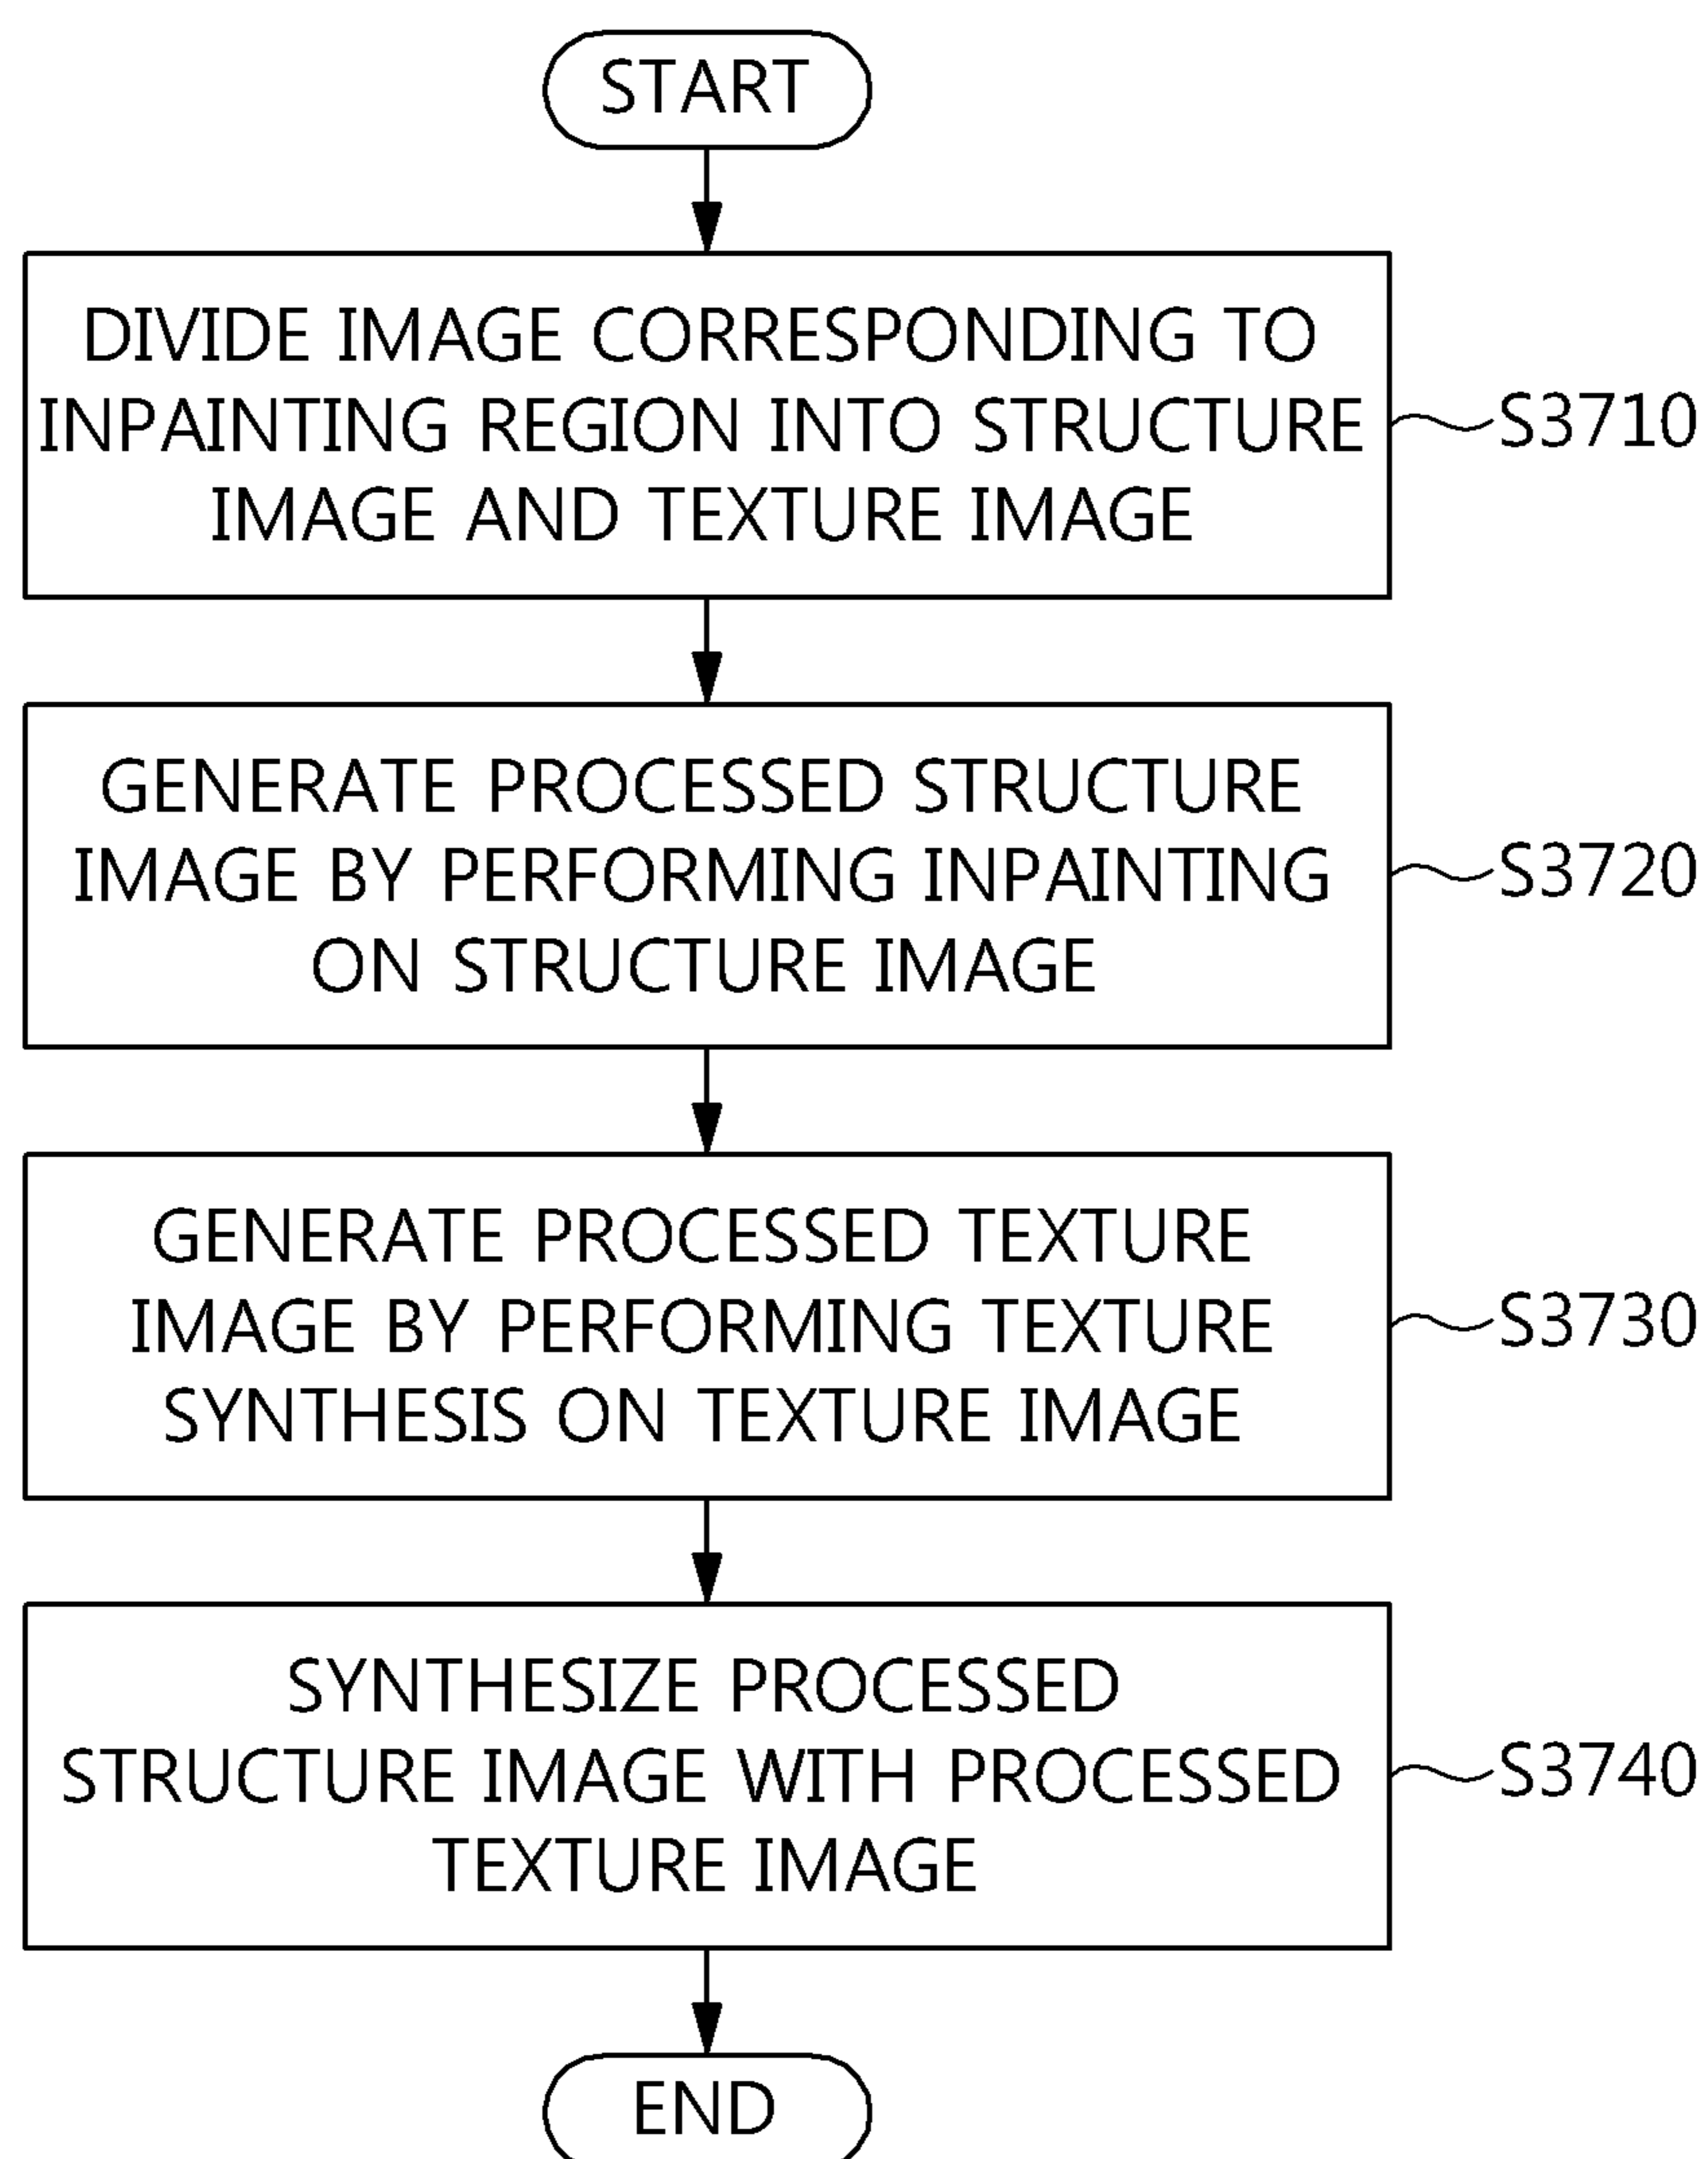 START
DIVIDE IMAGE CORRESPONDING TO
INPAINTING REGION INTO STRUCTURE
IMAGE AND TEXTURE IMAGE
S3710
GENERATE PROCESSED STRUCTURE
IMAGE BY PERFORMING INPAINTING
ON STRUCTURE IMAGE
S3720
GENERATE PROCESSED TEXTURE
IMAGE BY PERFORMING TEXTURE
SYNTHESIS ON TEXTURE IMAGE
S3730
SYNTHESIZE PROCESSED
STRUCTURE IMAGE WITH PROCESSED
TEXTURE IMAGE
S3740
END